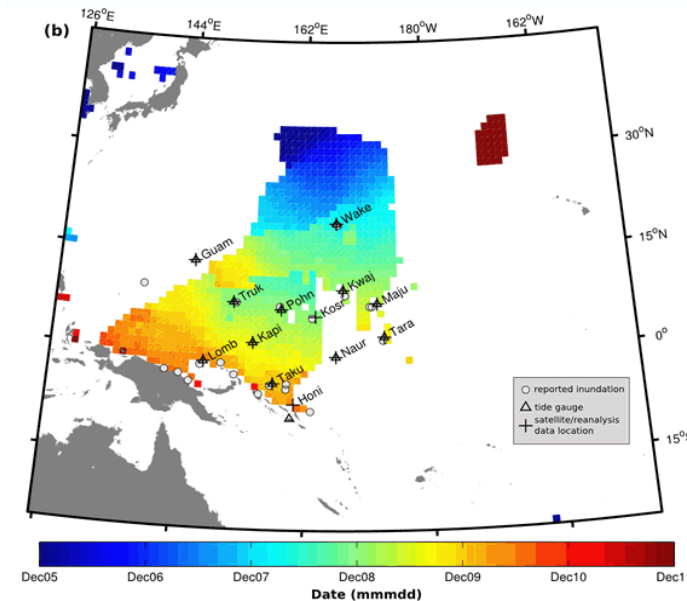 126°E
144°E
162°E
180°W
162°W
(b)
30°N
15°N
0°
15°S
Wake
Guam
Truk
Pohn
Kosr
Kwaj
Maju
Kapi
Tara
Lomb
Naur
Taku
Honi
reported inundation
tide gauge
satellite/reanalysis
data location
Dec05 Dec06 Dec07 Dec08 Dec09 Dec10 Dec1
Date (mmmdd)